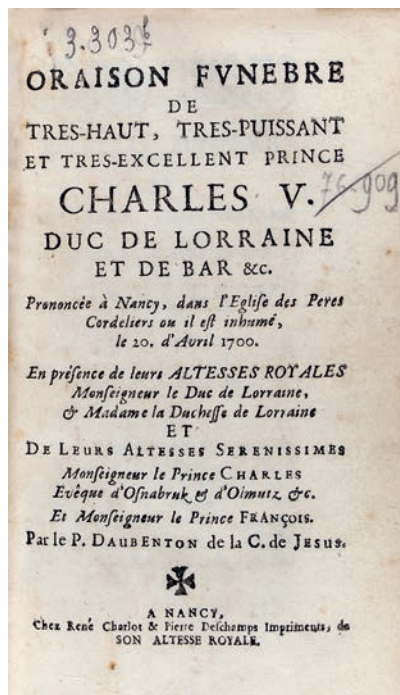 3.303
ORAISON FVNEBRE
DE
TRES-HAUT, TRES-PUISSANT
ET TRES-EXCELLENT PRINCE
CHARLES V. 76.909
DUC DE LORRAINE
ET DE BAR &c.
Prononcée à Nancy, dans l'Eglise des Peres
Cordeliers ou il est inhumé,
le 20. d'Avril 1700.
En présence de leurs ALTESSES ROYALES
Monseigneur le Duc de Lorraine,
& Madame la Duchesse de Lorraine
ET
DE LEURS ALTESSES SERENISSIMES
Monseigneur le Prince CHARLES
Evêque d'Osnabruk & d'Olmutz &c.
Et Monseigneur le Prince FRANÇOIS.
Par le P. DAUBENTON de la C. de JESUS.
A NANCY,
Chez René Charlot & Pierre Deschamps Imprimeurs, de
SON ALTESSE ROYALE.